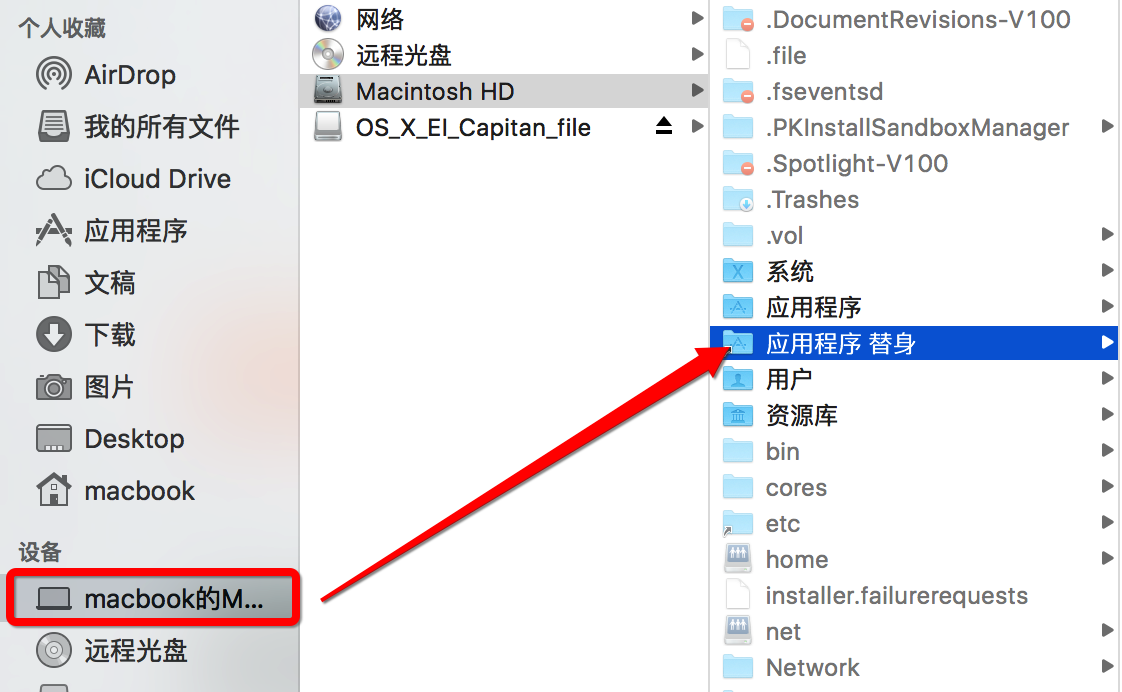 个人收藏
AirDrop
我的所有文件
iCloud Drive
应用程序
文稿
下载
图片
Desktop
macbook
设备
macbook的M...
远程光盘
网络
远程光盘
Macintosh HD
OS_X_EI_Capitan_file
.DocumentRevisions-V100
.file
.fseventsd
.PKInstallSandboxManager
.Spotlight-V100
.Trashes
.vol
系统
应用程序
应用程序 替身
用户
资源库
bin
cores
etc
home
installer.failurerequests
net
Network